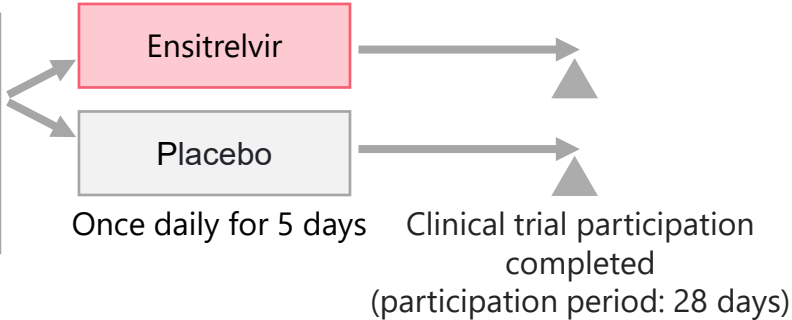 Ensitrelvir
Placebo
Once daily for 5 days
Clinical trial participation
completed
(participation period: 28 days)